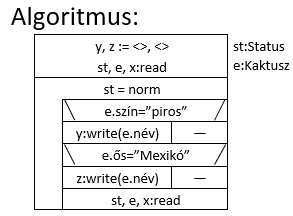 Algoritmus:
y, z := <>, <> st:Status
st, e, x:read e:Kaktusz
st = norm
e.szín="piros"
y:write(e.név) —
e.ős="Mexikó"
z:write(e.név) —
st, e, x:read